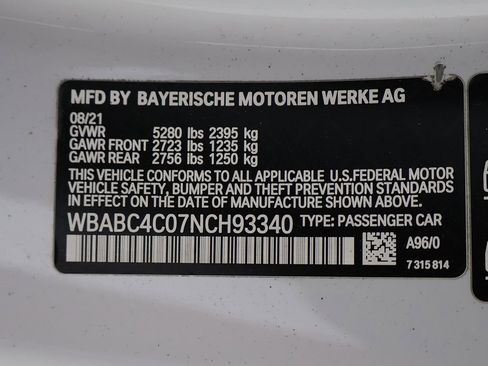 MFD BY BAYERISCHE MOTOREN WERKE AG
08/21
GVWR 5280 lbs 2395 kg
GAWR FRONT 2723 lbs 1235 kg
GAWR REAR 2756 lbs 1250 kg
THIS VEHICLE CONFORMS TO ALL APPLICABLE U.S.FEDERAL MOTOR
VEHICLE SAFETY, BUMPER AND THEFT PREVENTION STANDARDS
IN EFFECT ON THE DATE OF MANUFACTURE SHOWN ABOVE.
WBABC4C07NCH93340 TYPE: PASSENGER CAR
A96/0
7 315 814